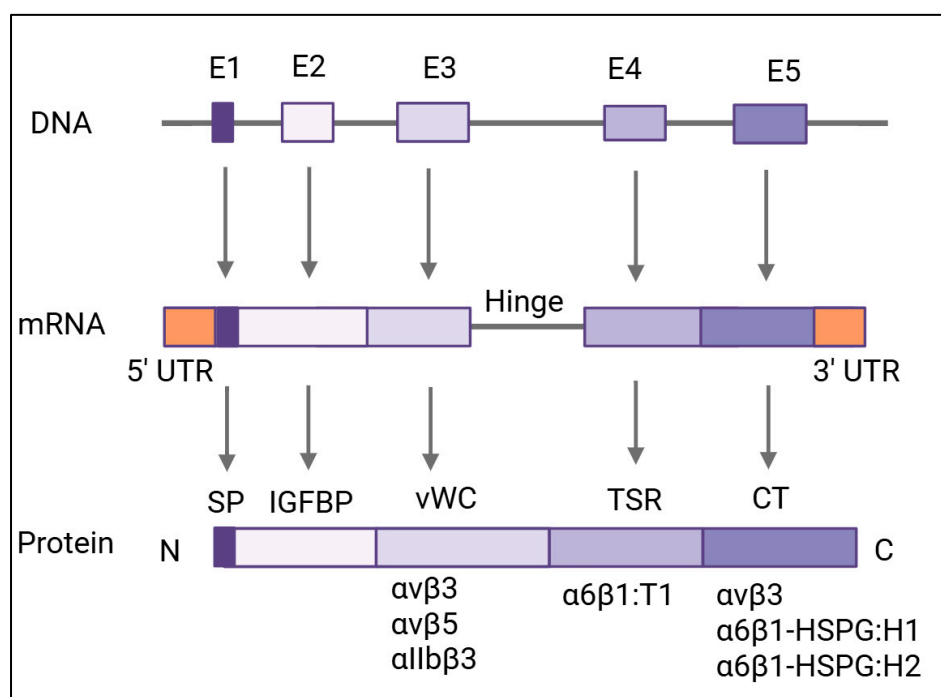 E1 E2 E3 E4 E5
DNA
Hinge
mRNA
5' UTR 3' UTR
SP IGFBP vWC TSR CT
Protein N C
αvβ3 α6β1:T1 αvβ3
αvβ5 α6β1-HSPG:H1
αIIbβ3 α6β1-HSPG:H2